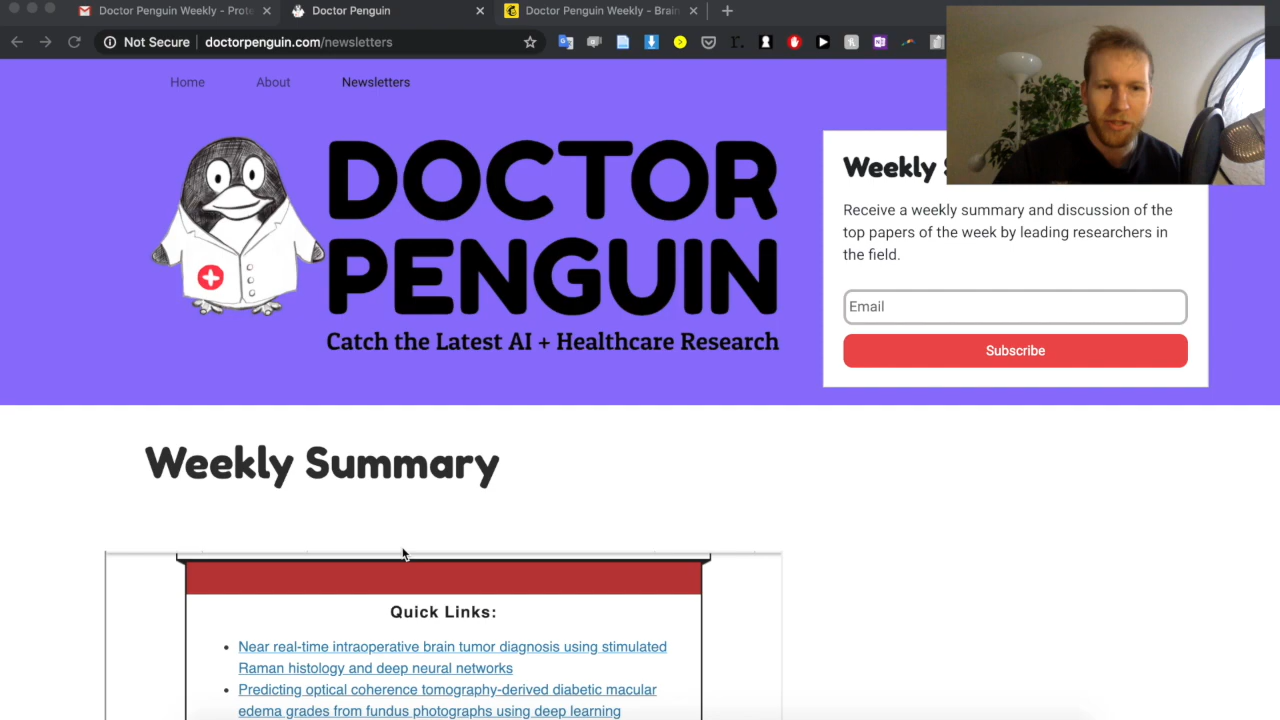 Doctor Penguin Weekly - Prote
Doctor Penguin
Doctor Penguin Weekly - Brain
Not Secure
doctorpenguin.com/newsletters
Home
About
Newsletters
DOCTOR
PENGUIN
Catch the Latest AI + Healthcare Research
Weekly
Receive a weekly summary and discussion of the
top papers of the week by leading researchers in
the field.
Email
Subscribe
Weekly Summary
Quick Links:
Near real-time intraoperative brain tumor diagnosis using stimulated
Raman histology and deep neural networks
Predicting optical coherence tomography-derived diabetic macular
edema grades from fundus photographs using deep learning